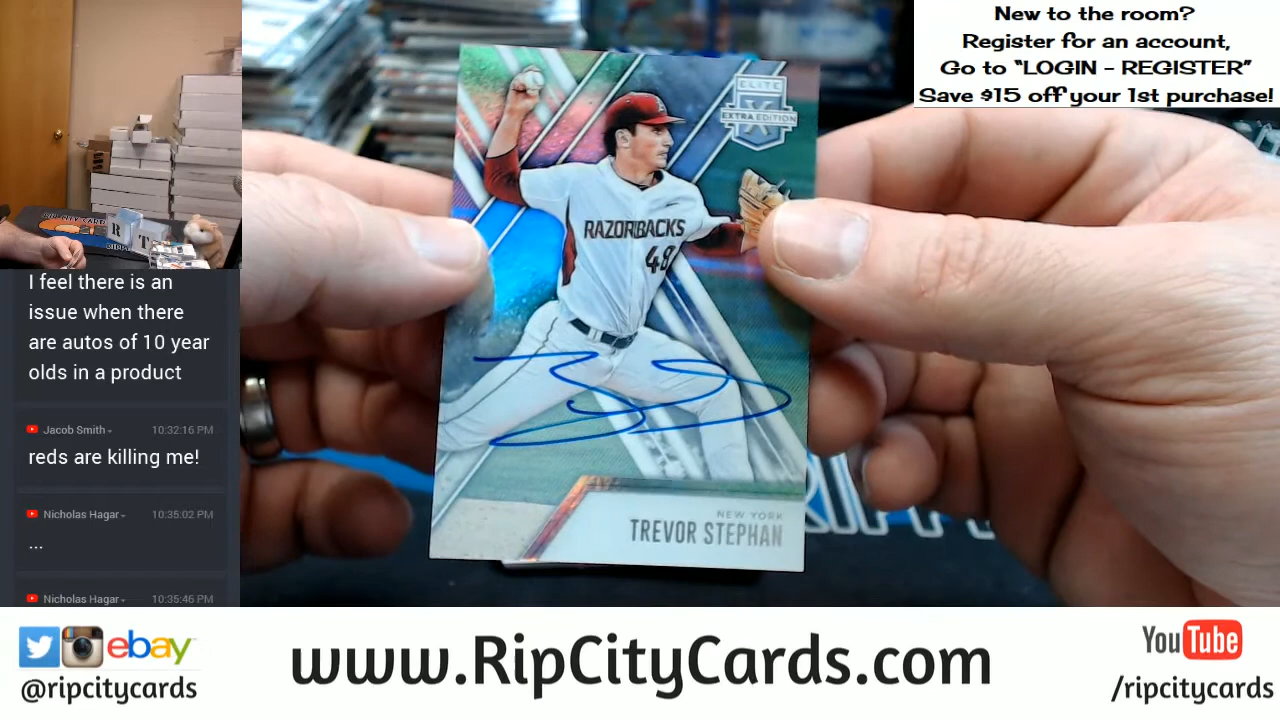 New to the room?
Register for an account,
Go to "LOGIN - REGISTER"
Save $15 off your 1st purchase!
ELITE
EXTRA EDITION
X
RAZORBACKS
48
NEW YORK
TREVOR STEPHAN
R T
I feel there is an
issue when there
are autos of 10 year
olds in a product
Jacob Smith 10:32:16 PM
reds are killing me!
Nicholas Hagar 10:35:02 PM
...
Nicholas Hagar 10:35:46 PM
ebay
@ripcitycards
www.RipCityCards.com
YouTube
/ripcitycards